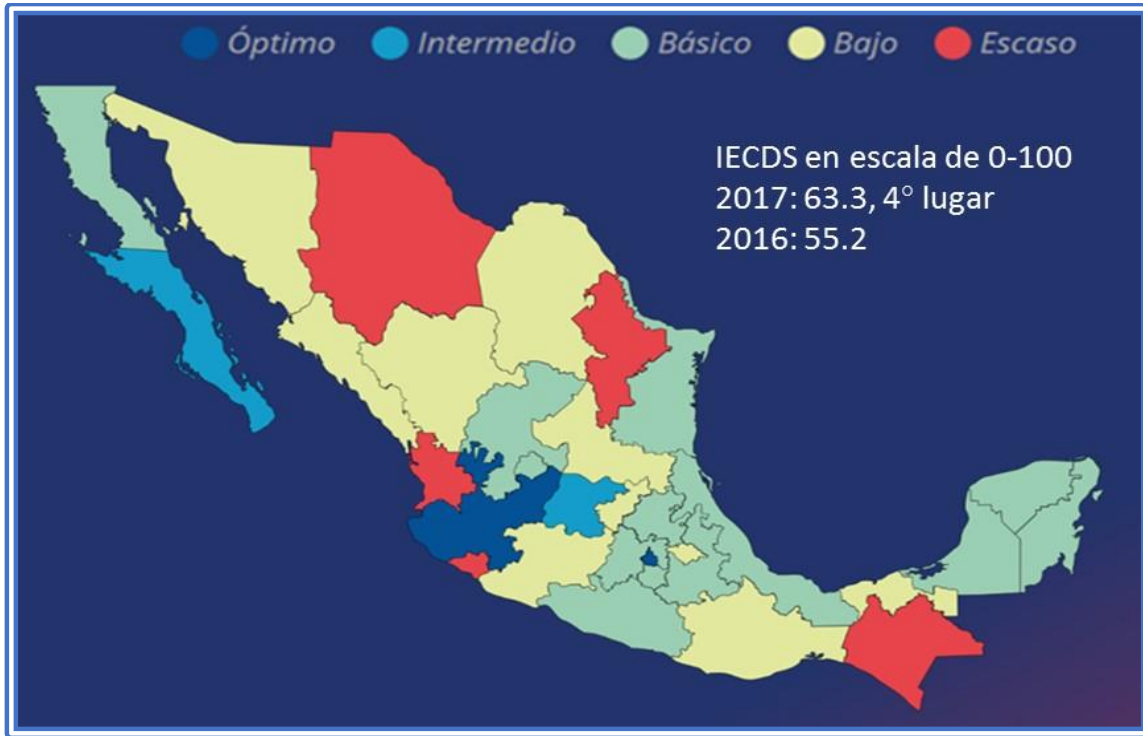 Óptimo Intermedio Básico Bajo Escaso
IECDS en escala de 0-100
2017: 63.3, 4° lugar
2016: 55.2